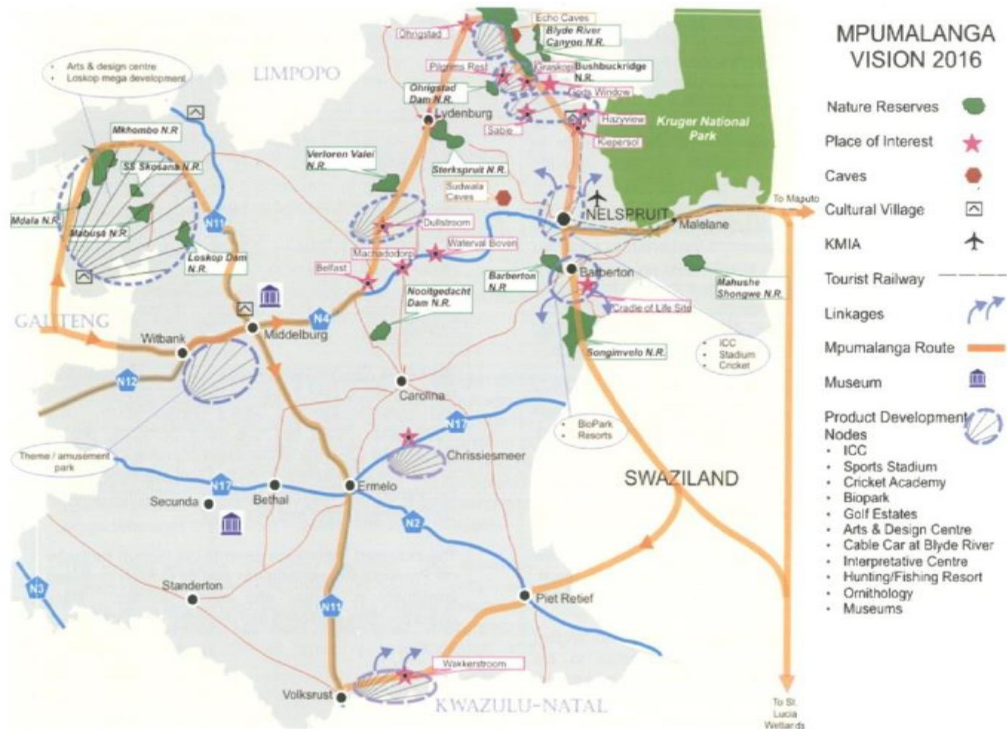 MPUMALANGA
VISION 2016
Nature Reserves
Place of Interest
Caves
Cultural Village
KMIA
Tourist Railway
Linkages
Mpumalanga Route
Museum
Product Development
Nodes
• ICC
• Sports Stadium
• Cricket Academy
• Biopark
• Golf Estates
• Arts & Design Centre
• Cable Car at Blyde River
• Interpretative Centre
• Hunting/Fishing Resort
• Ornithology
• Museums
• Arts & design centre
• Loskop mega development
LIMPOPO
Ohrigstad
Echo Caves
Blyde River
Canyon N.R.
Pilgrims Rest
Graskop
Bushbuckridge
N.R.
Gods Window
Ohrigstad
Dam N.R.
Lydenburg
Sabie
Hazyview
Kiepersol
Kruger National
Park
Mkhombo N.R
SS Skosana N.R.
Mdala N.R.
Mabusa N.R.
Loskop Dam
N.R.
N11
Verloren Valei
N.R.
Sterkspruit N.R.
Sudwala
Caves
Dullstroom
NELSPRUIT
Malelane
To Maputo
Machadodorp
Waterval Boven
Belfast
Nooitgedacht
Dam N.R.
Barberton
N.R.
Barberton
Cradle of Life Site
Mahushe
Shongwe N.R.
Songimvelo N.R.
• ICC
• Stadium
• Cricket
GAUTENG
Witbank
Middelburg
N4
N12
Carolina
• BioPark
• Resorts
N17
Chrissiesmeer
Theme / amusement
park
N17
Secunda
Bethal
Ermelo
N2
SWAZILAND
N3
Standerton
N11
Piet Retief
Wakkerstroom
Volksrust
KWAZULU-NATAL
To St.
Lucia
Wetlands